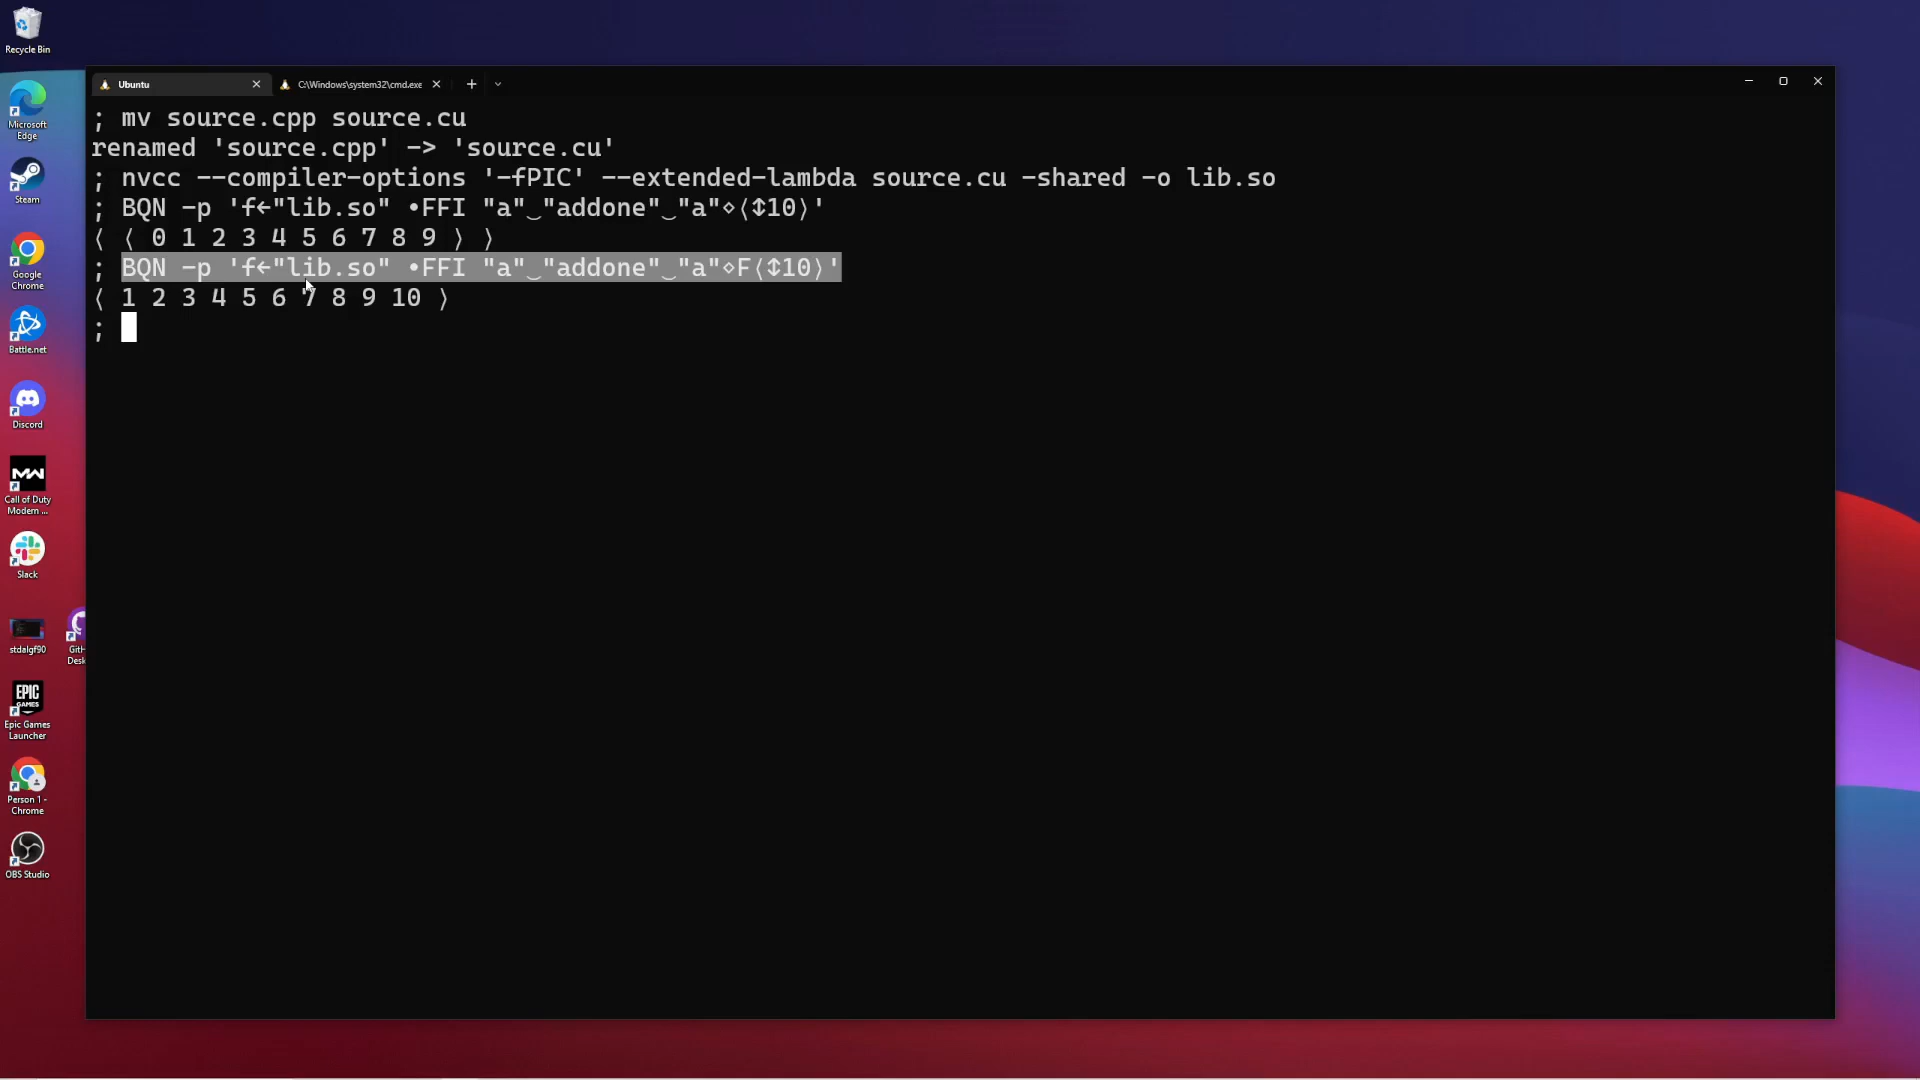 Recycle Bin
Microsoft Edge
Steam
Google Chrome
Battle.net
Discord
Call of Duty Modern ...
Slack
stdalgf90
GitH
Desk
EPIC GAMES
Epic Games Launcher
Person 1 - Chrome
OBS Studio
Ubuntu
C:\Windows\system32\cmd.exe
; mv source.cpp source.cu
renamed 'source.cpp' -> 'source.cu'
; nvcc --compiler-options '-fPIC' --extended-lambda source.cu -shared -o lib.so
; BQN -p 'f←"lib.so" •FFI "a"‿"addone"‿"a"⋄⟨↕10⟩'
⟨ ⟨ 0 1 2 3 4 5 6 7 8 9 ⟩ ⟩
; BQN -p 'f←"lib.so" •FFI "a"‿"addone"‿"a"⋄F⟨↕10⟩'
⟨ 1 2 3 4 5 6 7 8 9 10 ⟩
;